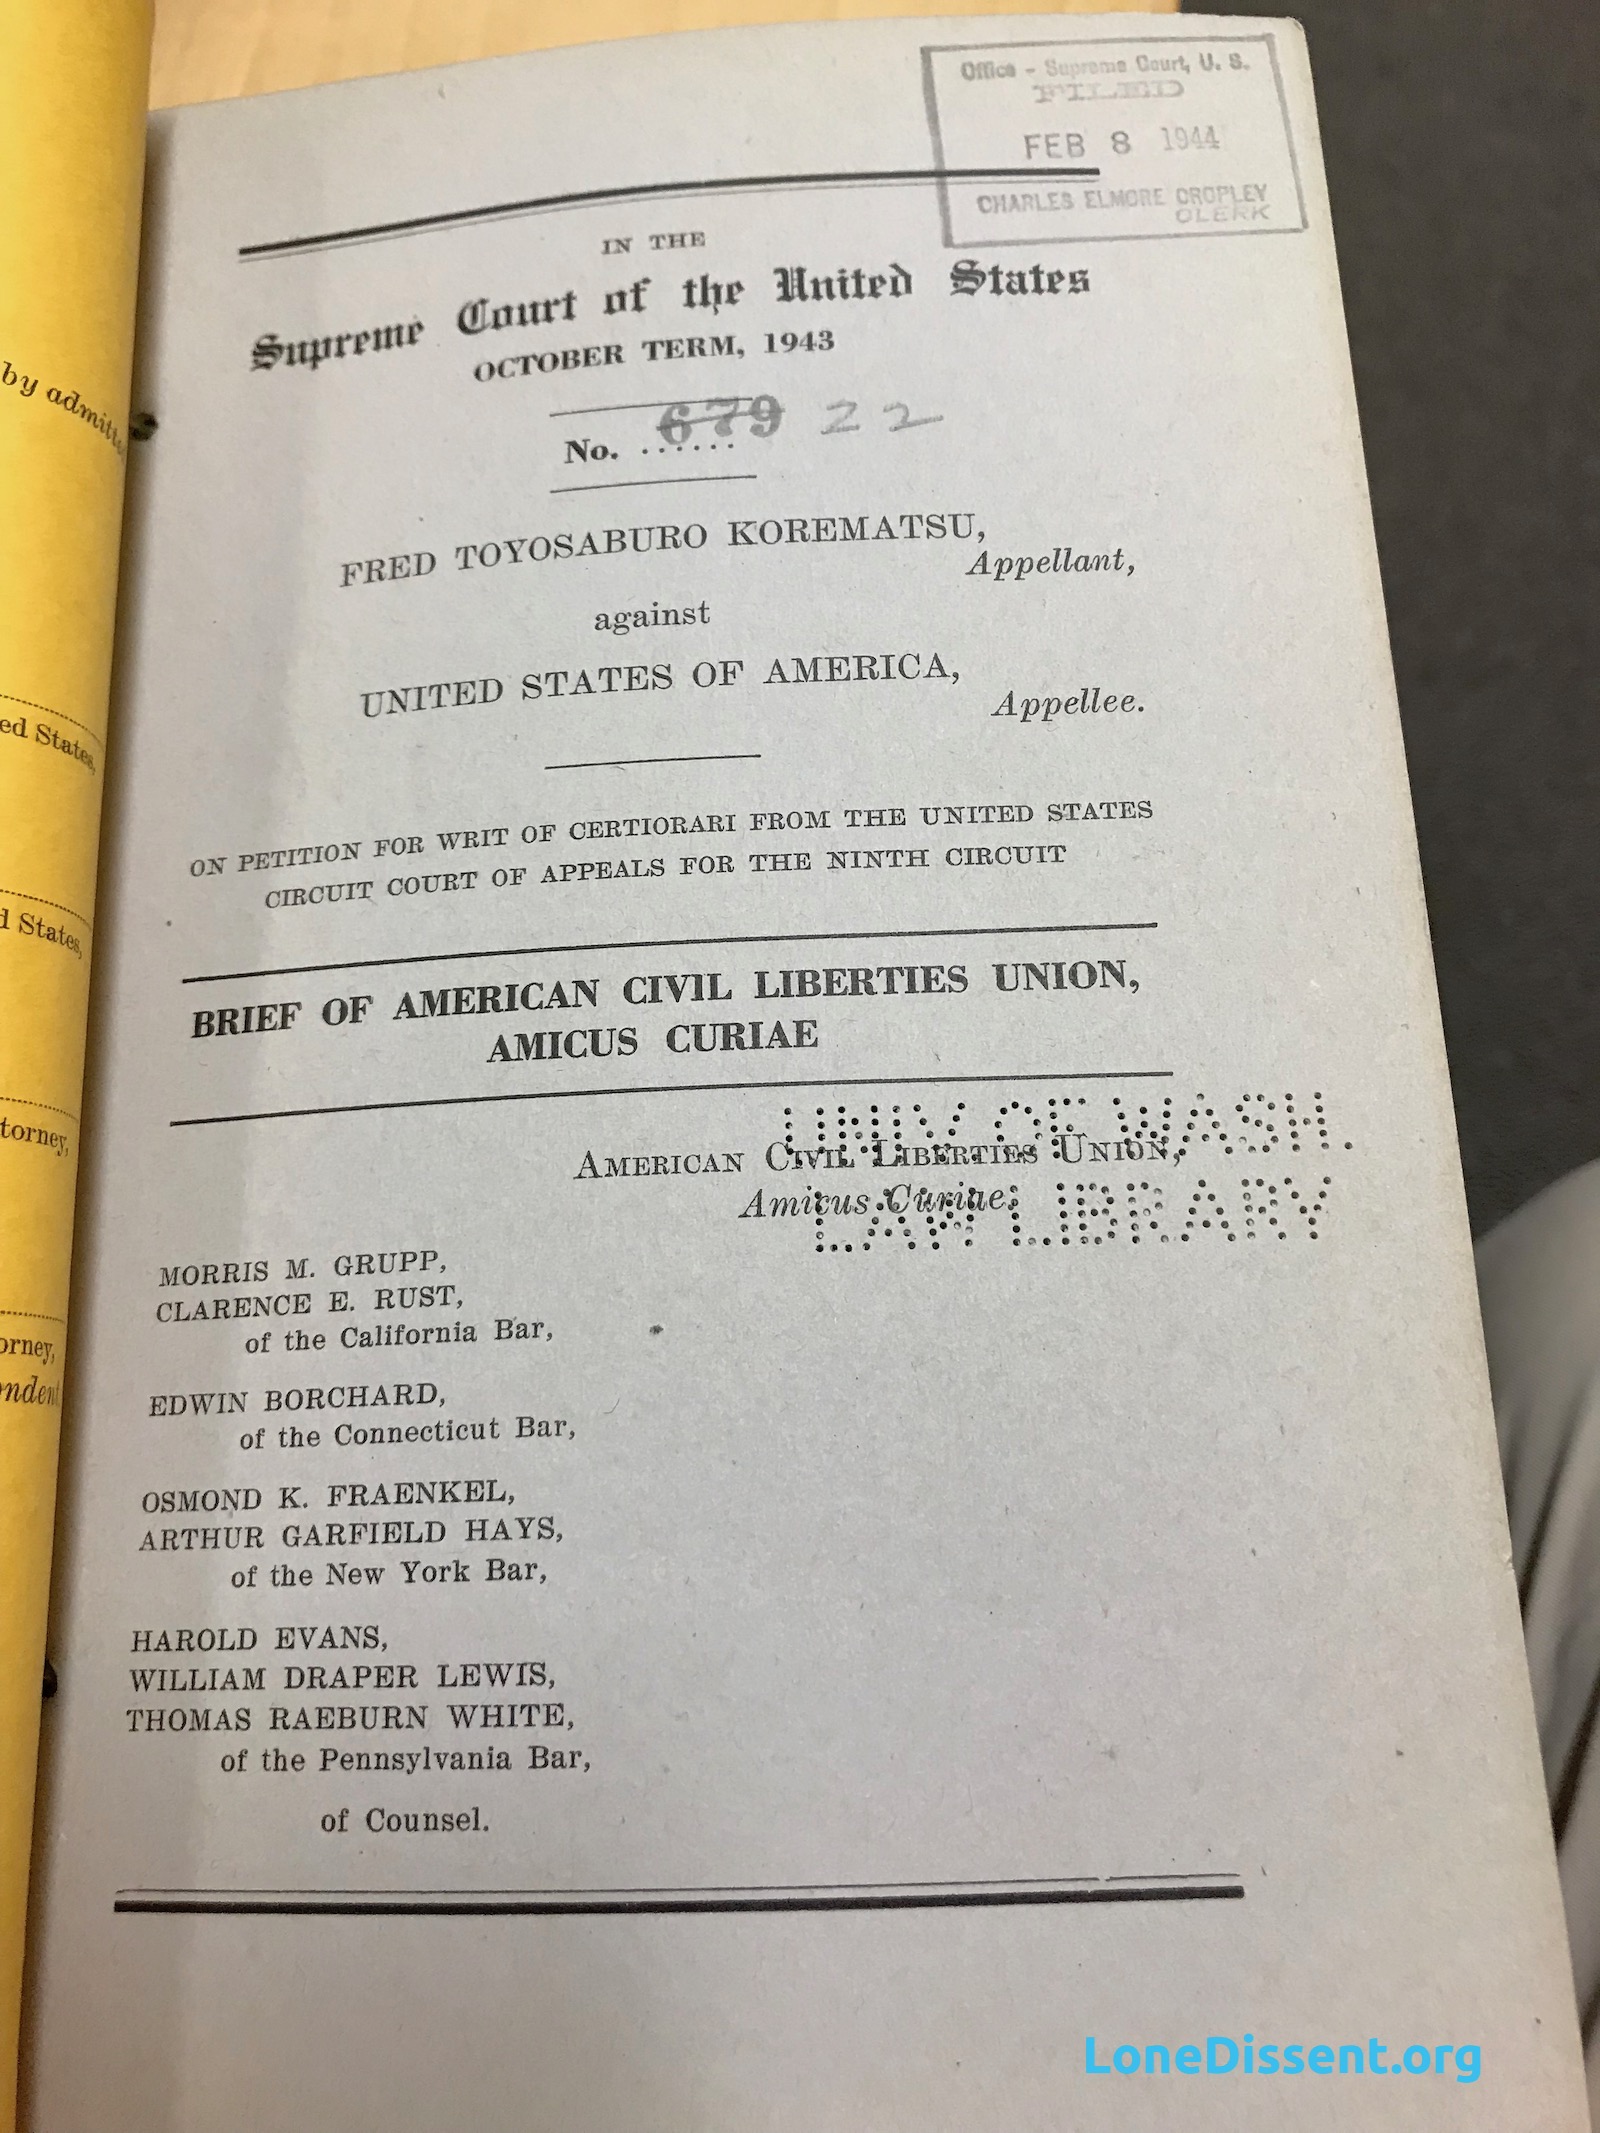 Office - Supreme Court, U. S.
FILED
FEB 8 1944
CHARLES ELMORE CROPLEY
CLERK
IN THE
Supreme Court of the United States
OCTOBER TERM, 1943
No. ...... 679 22
FRED TOYOSABURO KOREMATSU,
Appellant,
against
UNITED STATES OF AMERICA,
Appellee.
ON PETITION FOR WRIT OF CERTIORARI FROM THE UNITED STATES
CIRCUIT COURT OF APPEALS FOR THE NINTH CIRCUIT
BRIEF OF AMERICAN CIVIL LIBERTIES UNION,
AMICUS CURIAE
UNIV. OF WASH.
AMERICAN CIVIL LIBERTIES UNION,
Amicus Curiae.
LAW LIBRARY
MORRIS M. GRUPP,
CLARENCE E. RUST,
of the California Bar,
EDWIN BORCHARD,
of the Connecticut Bar,
OSMOND K. FRAENKEL,
ARTHUR GARFIELD HAYS,
of the New York Bar,
HAROLD EVANS,
WILLIAM DRAPER LEWIS,
THOMAS RAEBURN WHITE,
of the Pennsylvania Bar,
of Counsel.
by
States,
States,
LoneDissent.org